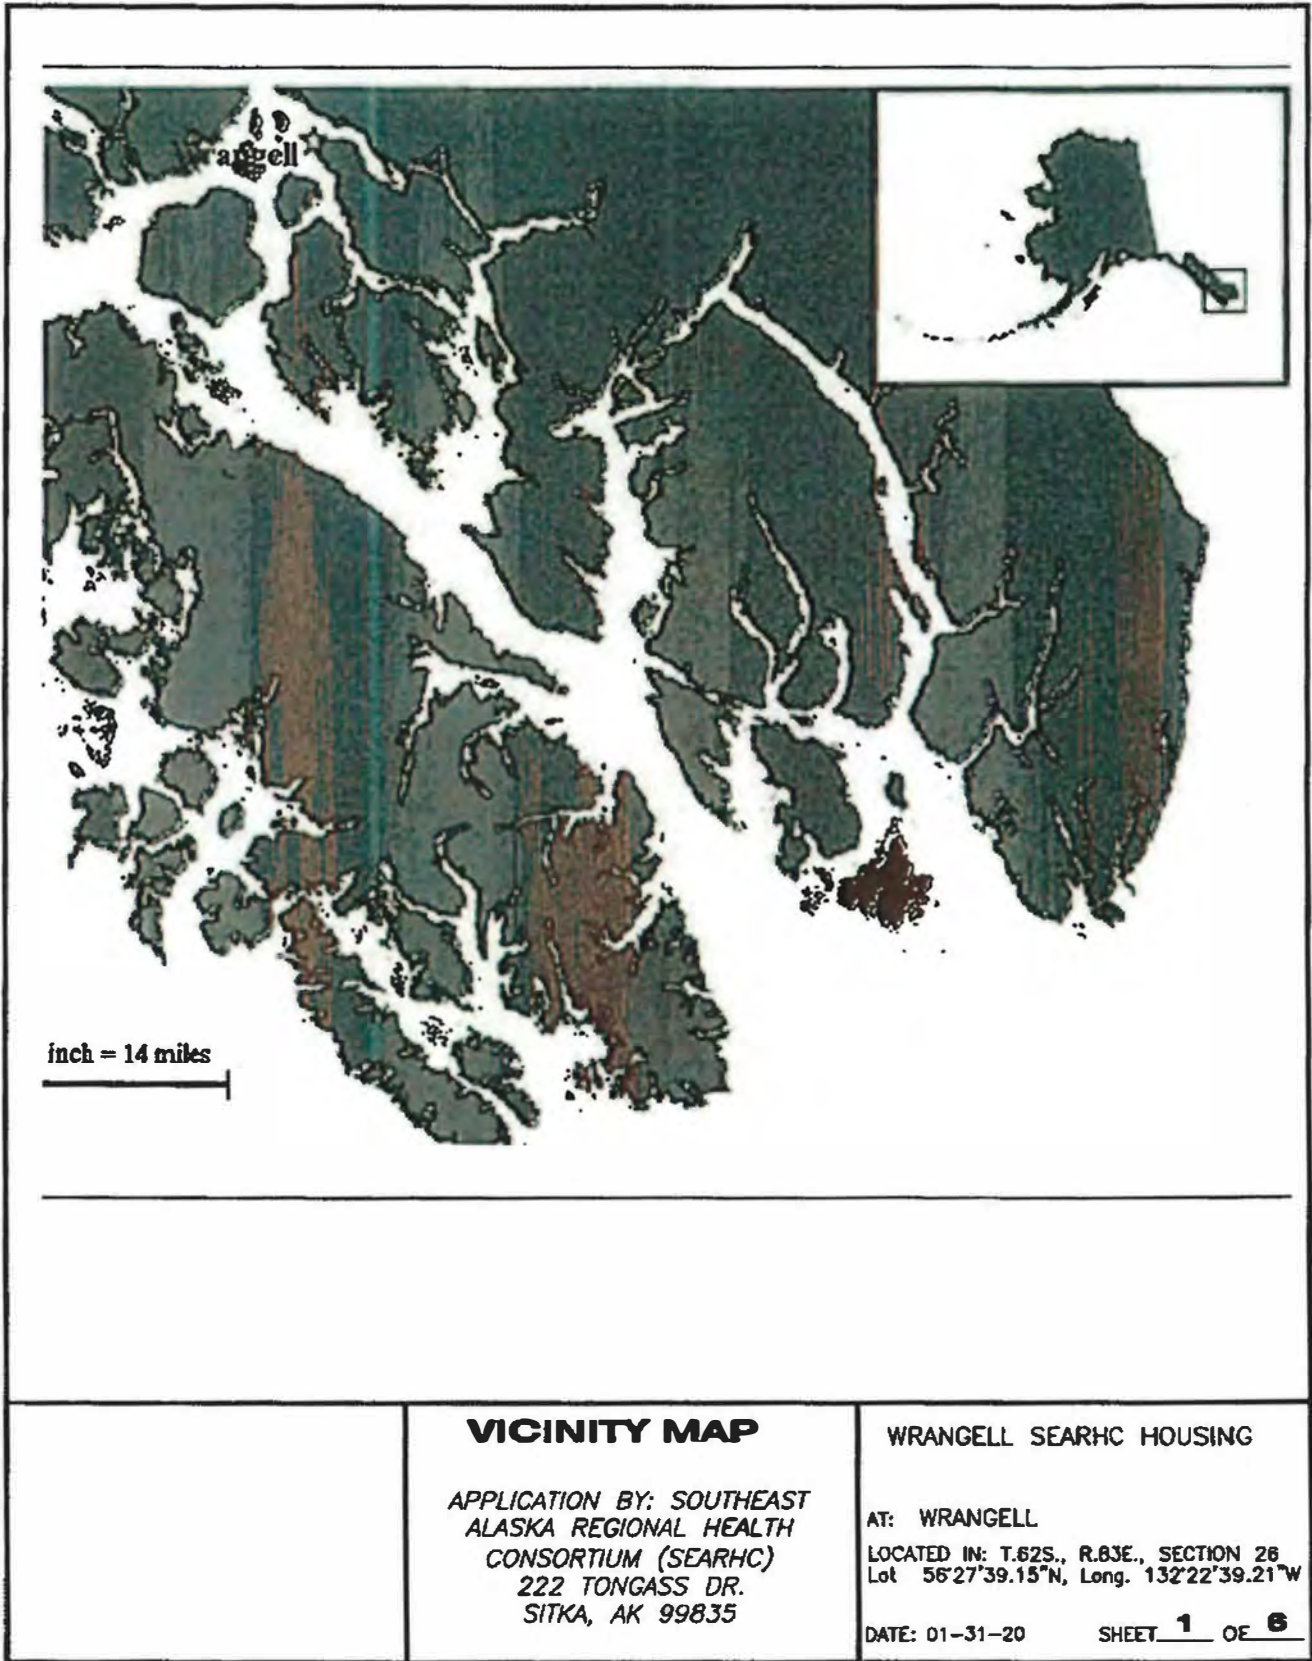 angell
inch = 14 miles
VICINITY MAP
APPLICATION BY: SOUTHEAST
ALASKA REGIONAL HEALTH
CONSORTIUM (SEARHC)
222 TONGASS DR.
SITKA, AK 99835
WRANGELL SEARHC HOUSING
AT: WRANGELL
LOCATED IN: T.62S., R.83E., SECTION 26
Lat 56°27'39.15"N, Long. 132°22'39.21"W
DATE: 01-31-20 SHEET 1 OF 6